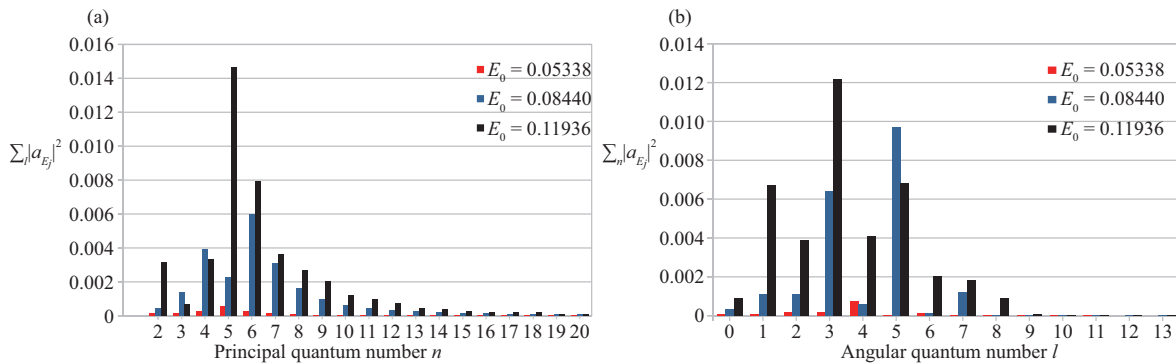 (a)
0.016
0.014
0.012
0.010
0.008
0.006
0.004
0.002
0
∑l|aEj|2
E0 = 0.05338
E0 = 0.08440
E0 = 0.11936
2 3 4 5 6 7 8 9 10 11 12 13 14 15 16 17 18 19 20
Principal quantum number n
(b)
0.014
0.012
0.010
0.008
0.006
0.004
0.002
0
∑n|aEj|2
E0 = 0.05338
E0 = 0.08440
E0 = 0.11936
0 1 2 3 4 5 6 7 8 9 10 11 12 13
Angular quantum number l